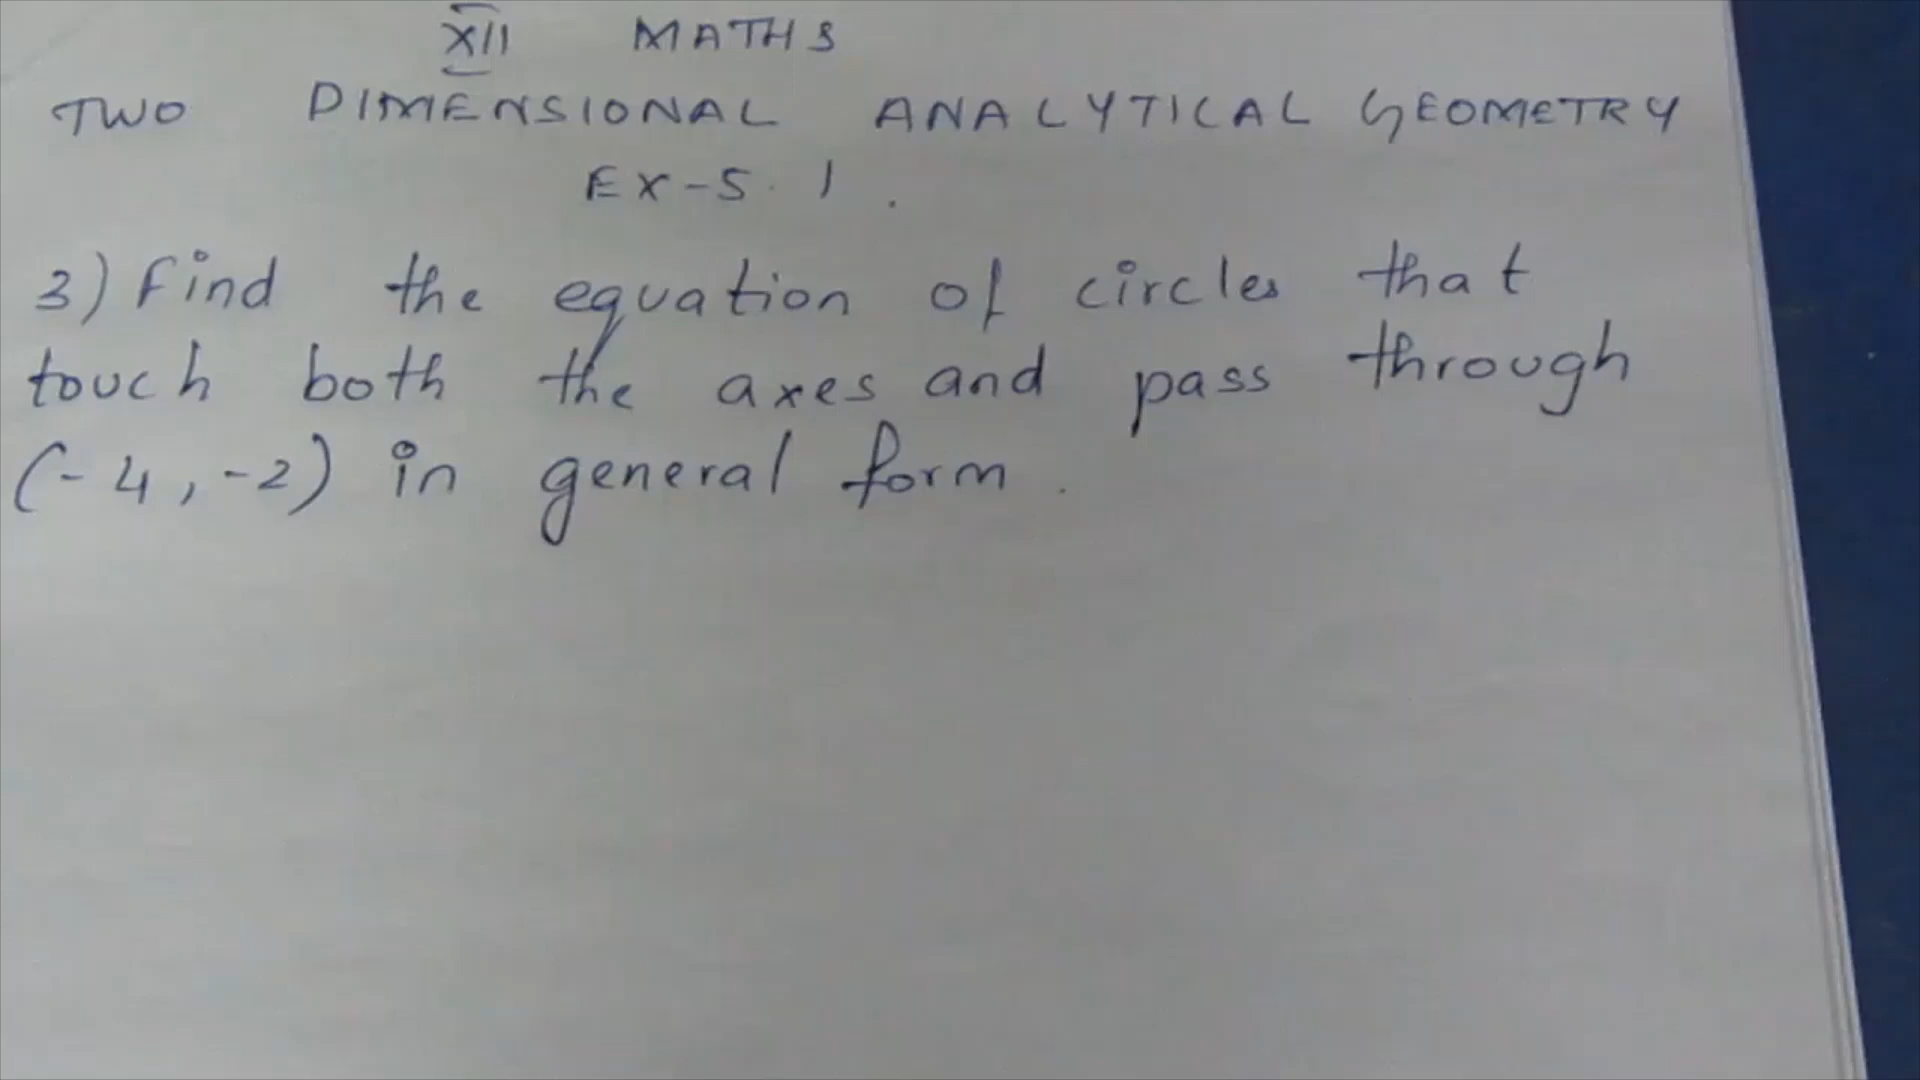 XII MATHS
TWO DIMENSIONAL ANALYTICAL GEOMETRY
EX-5.1.
3) Find the equation of circles that
touch both the axes and pass through
(-4,-2) in general form.